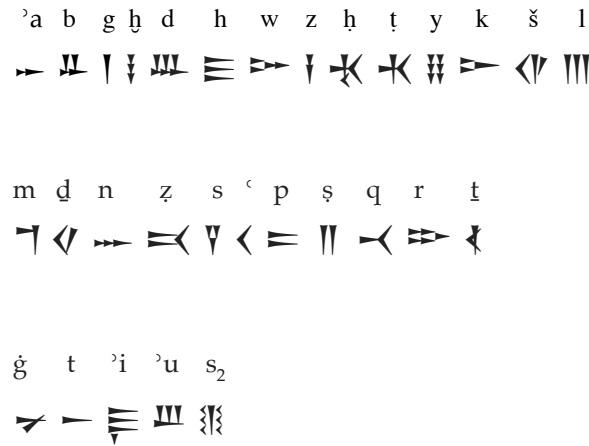 ʾa b g ḫ d h w z ḥ ṭ y k š l
𐎀 𐎁 𐎂 𐎃 𐎄 𐎅 𐎆 𐎇 𐎈 𐎉 𐎊 𐎋 𐎌 𐎍
m ḏ n ẓ s ʿ p ṣ q r ṯ
𐎎 𐎏 𐎐 𐎑 𐎒 𐎓 𐎔 𐎕 𐎖 𐎗 𐎘
ġ t ʾi ʾu s₂
𐎙 𐎚 𐎛 𐎜 𐎝